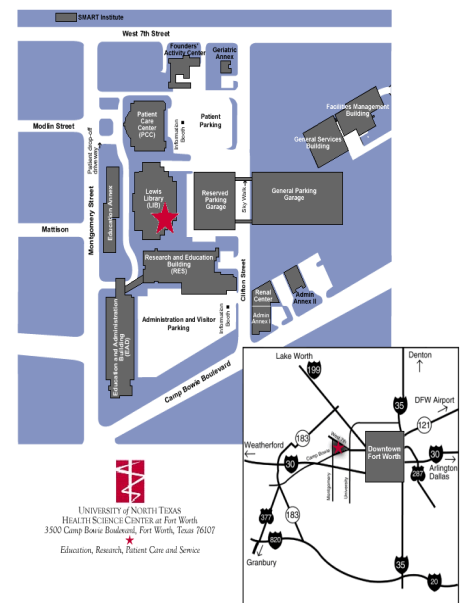 SMART Institute
West 7th Street
Founders'
Activity Center
Geriatric
Annex
Facilities Management
Building
General Services
Building
Patient
Care
Center
(PCC)
Information
Booth
Patient
Parking
Modlin Street
Patient drop-off
driveway
Montgomery Street
Education Annex
Lewis
Library
(LIB)
Reserved
Parking
Garage
Sky Walk
General Parking
Garage
Mattison
Research and Education
Building
(RES)
Clifton Street
Education and Administration
Building
(EAD)
Administration and Visitor
Parking
Information
Booth
Renal
Center
Admin
Annex I
Admin
Annex II
Camp Bowie Boulevard
Lake Worth
Denton
199
35
DFW Airport
121
183
Weatherford
West 7th
Camp Bowie
Downtown
Fort Worth
30
30
Arlington
Dallas
287
Montgomery
University
377
183
820
Granbury
35
20
UNIVERSITY of NORTH TEXAS
HEALTH SCIENCE CENTER at Fort Worth
3500 Camp Bowie Boulevard, Fort Worth, Texas 76107
Education, Research, Patient Care and Service